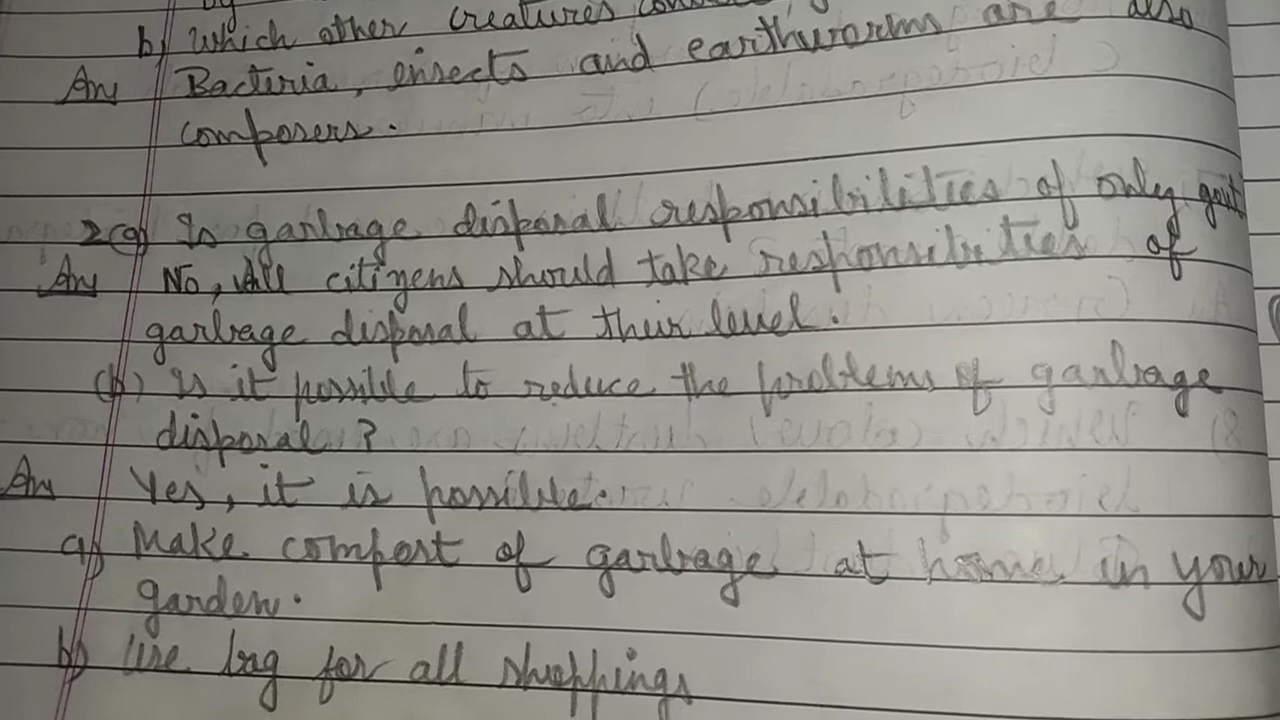 b) Which other creatures
Ans Bacteria, insects and earthworms are also
composers.
2(a) Is garbage disposal responsibilities of only govt
Ans No, All citizens should take responsibilities of
garbage disposal at their level.
(b) Is it possible to reduce the problems of garbage
disposal ?
Ans Yes, it is possible.
a) Make compost of garbage at home in your
garden.
b) Use bag for all shoppings